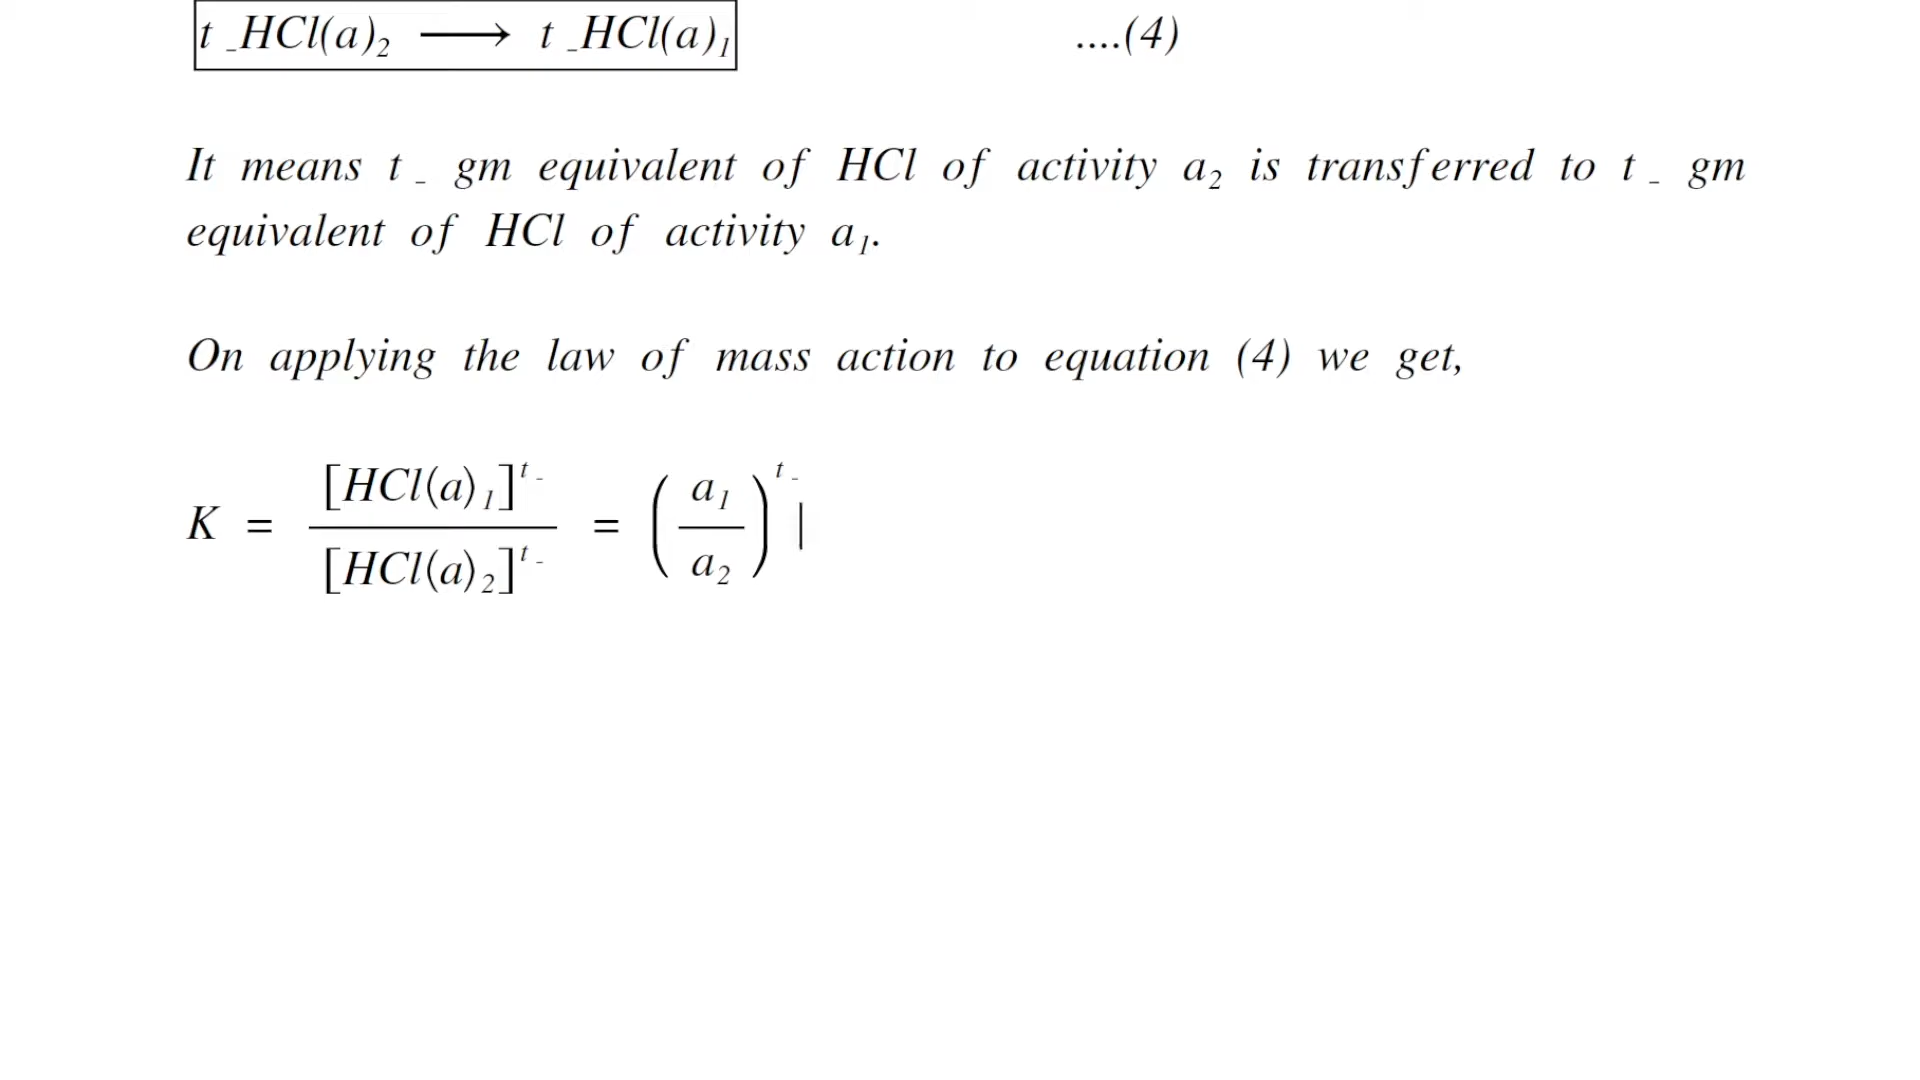 t₋HCl(a)₂ ⟶ t₋HCl(a)₁ ....(4)
It means t₋ gm equivalent of HCl of activity a₂ is transferred to t₋ gm
equivalent of HCl of activity a₁.
On applying the law of mass action to equation (4) we get,
K = [HCl(a)₁]^t₋ / [HCl(a)₂]^t₋ = (a₁ / a₂)^t₋